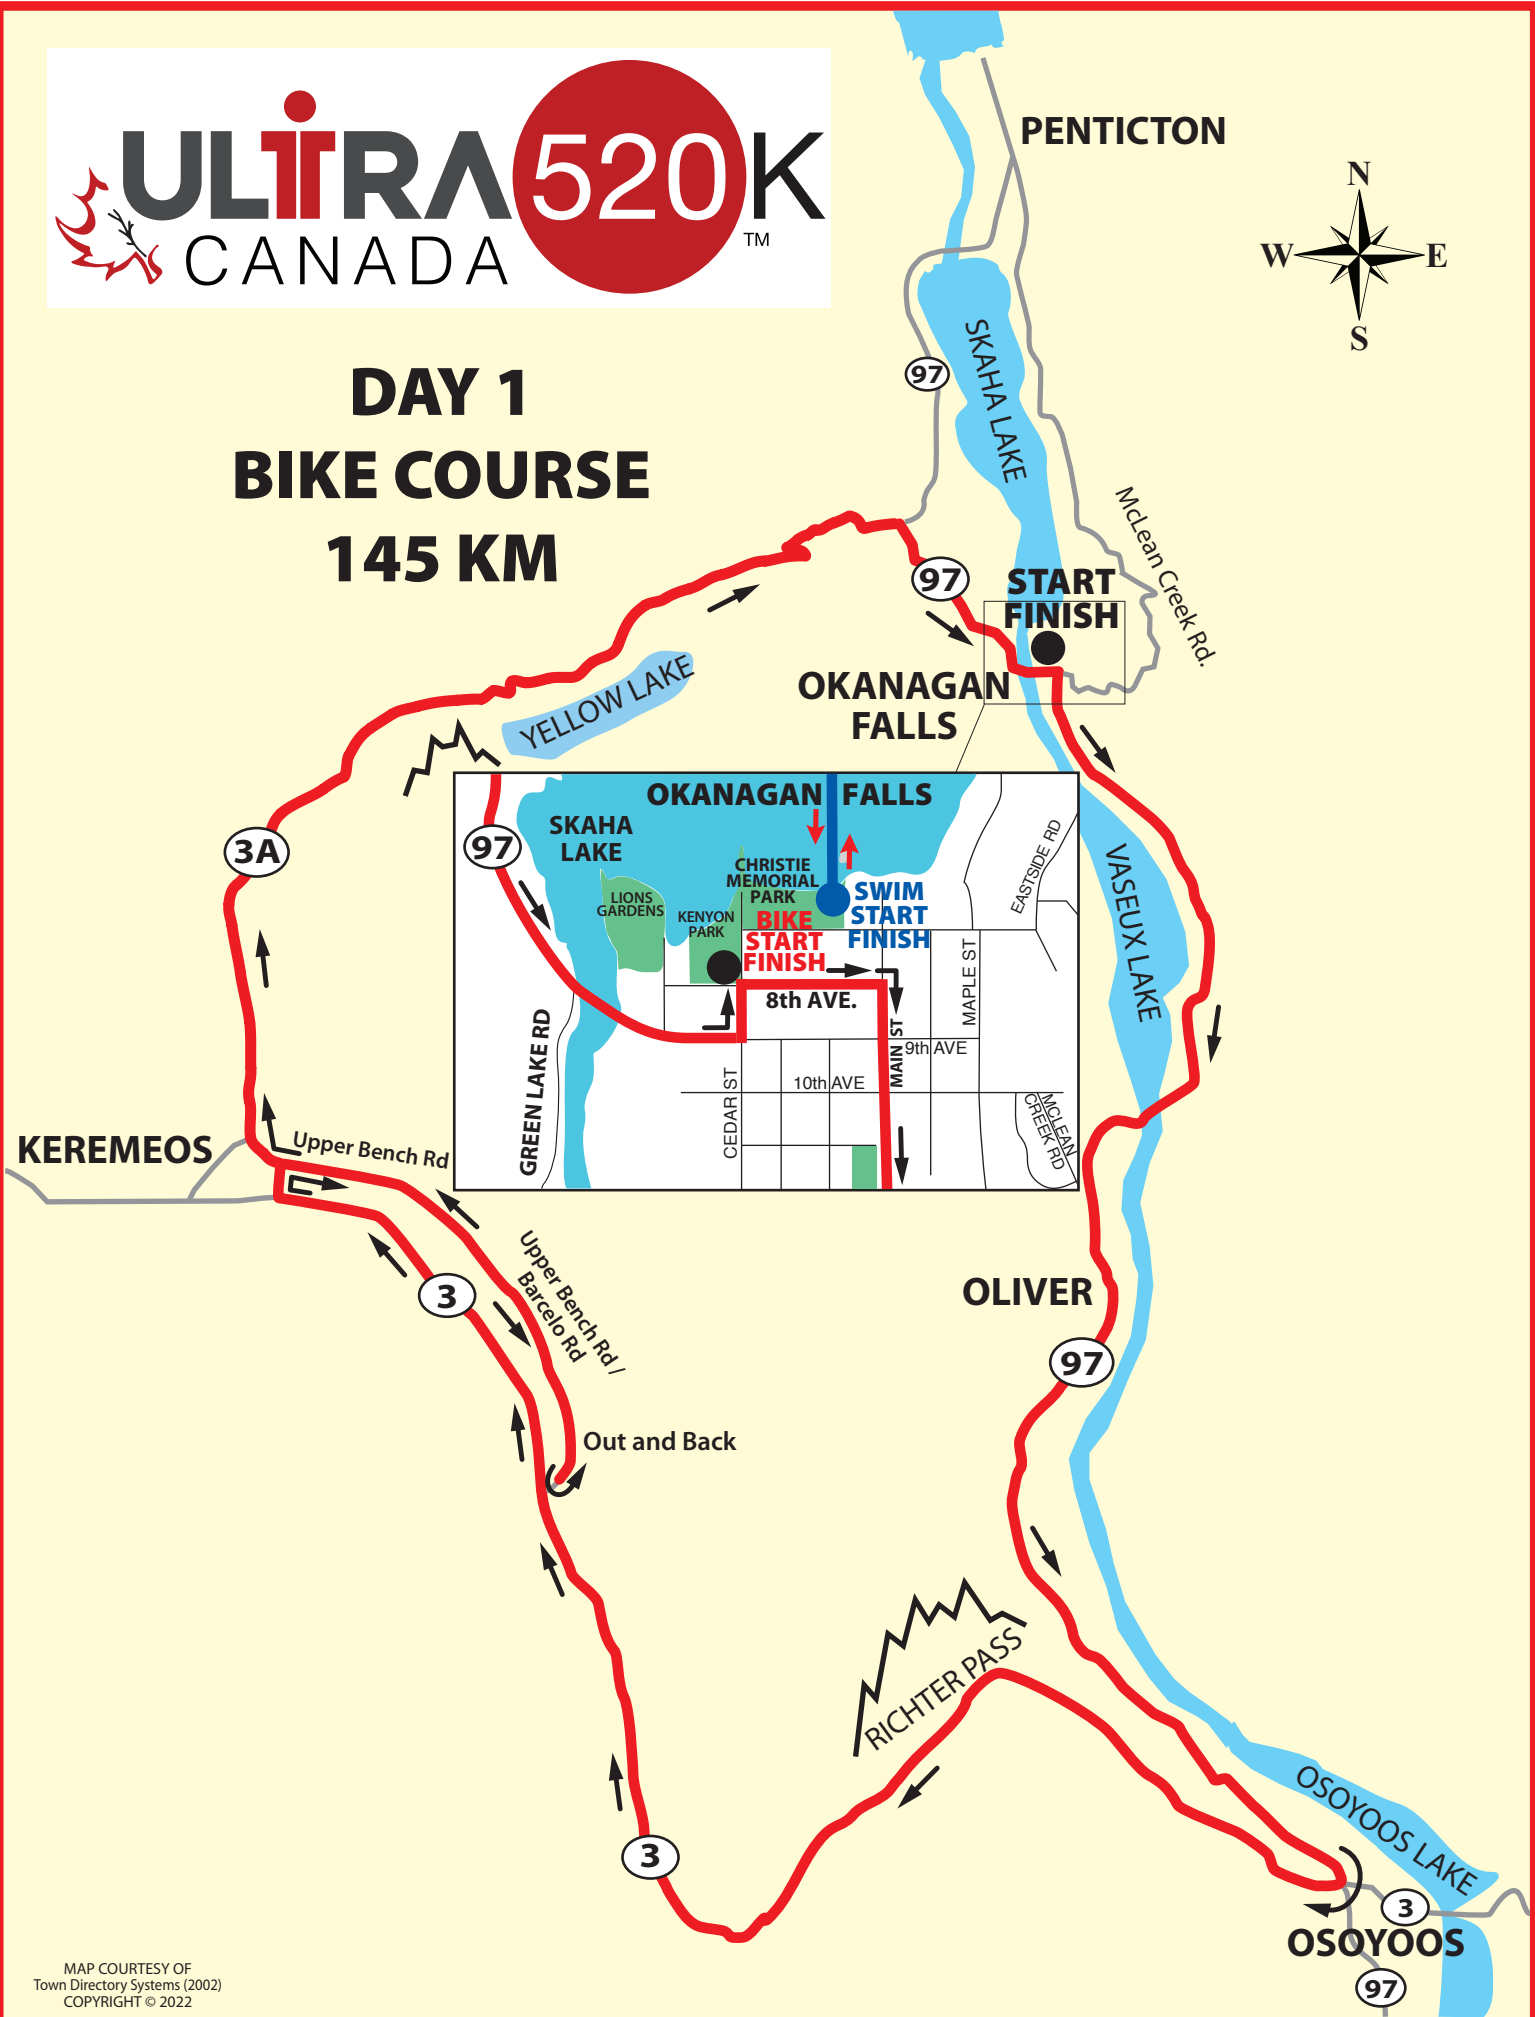 ULTRA 520K
CANADA
TM
PENTICTON
N
W
E
S
DAY 1
BIKE COURSE
145 KM
97
SKAHA LAKE
McLean Creek Rd.
97
START
FINISH
OKANAGAN
FALLS
YELLOW LAKE
3A
OKANAGAN FALLS
SKAHA
LAKE
97
LIONS
GARDENS
KENYON
PARK
CHRISTIE
MEMORIAL
PARK
BIKE
START
FINISH
SWIM
START
FINISH
EASTSIDE RD
MAPLE ST
8th AVE.
MAIN ST
9th AVE
10th AVE
CEDAR ST
GREEN LAKE RD
MCLEAN
CREEK RD
VASEUX LAKE
KEREMEOS
Upper Bench Rd
Upper Bench Rd /
Barcelo Rd
3
Out and Back
OLIVER
97
RICHTER PASS
3
OSOYOOS LAKE
3
OSOYOOS
97
MAP COURTESY OF
Town Directory Systems (2002)
COPYRIGHT © 2022